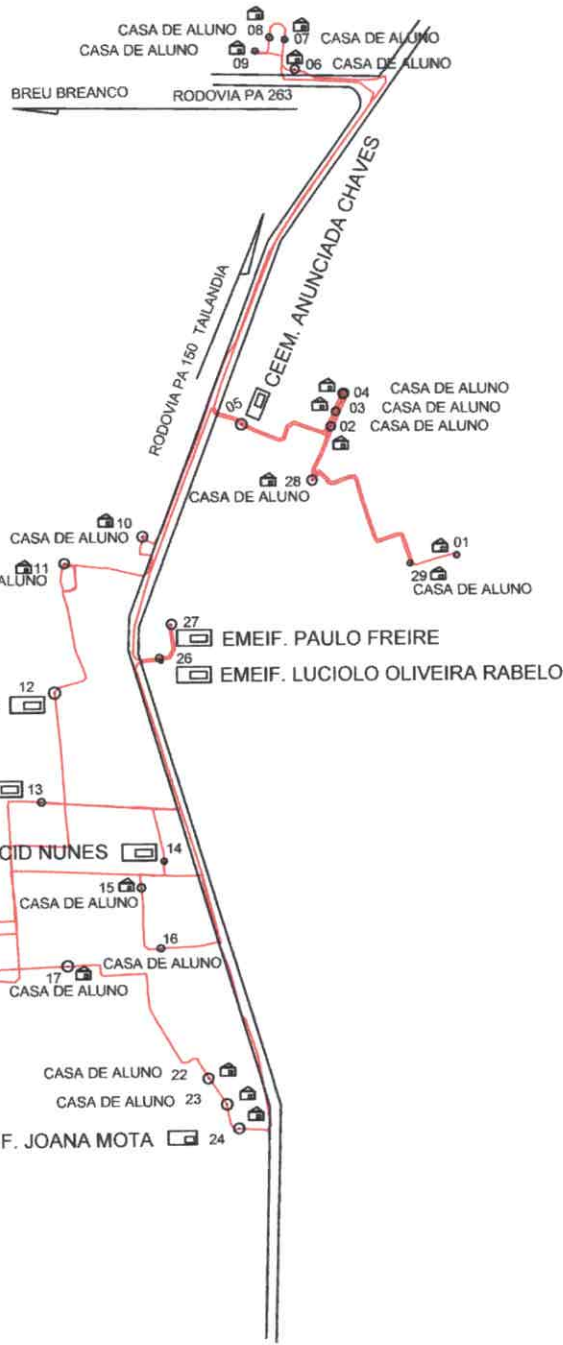 CASA DE ALUNO 08
07 CASA DE ALUNO
CASA DE ALUNO 09
06 CASA DE ALUNO
BREU BREANCO
RODOVIA PA 263
CEEM. ANUNCIADA CHAVES
RODOVIA PA 150 TAILANDIA
04 CASA DE ALUNO
03 CASA DE ALUNO
02 CASA DE ALUNO
05
28
CASA DE ALUNO
01
29
CASA DE ALUNO
10
CASA DE ALUNO
11
ALUNO
27
EMEIF. PAULO FREIRE
26
EMEIF. LUCIOLO OLIVEIRA RABELO
12
13
CID NUNES
14
15
CASA DE ALUNO
16
CASA DE ALUNO
17
CASA DE ALUNO
CASA DE ALUNO 22
CASA DE ALUNO 23
F. JOANA MOTA 24